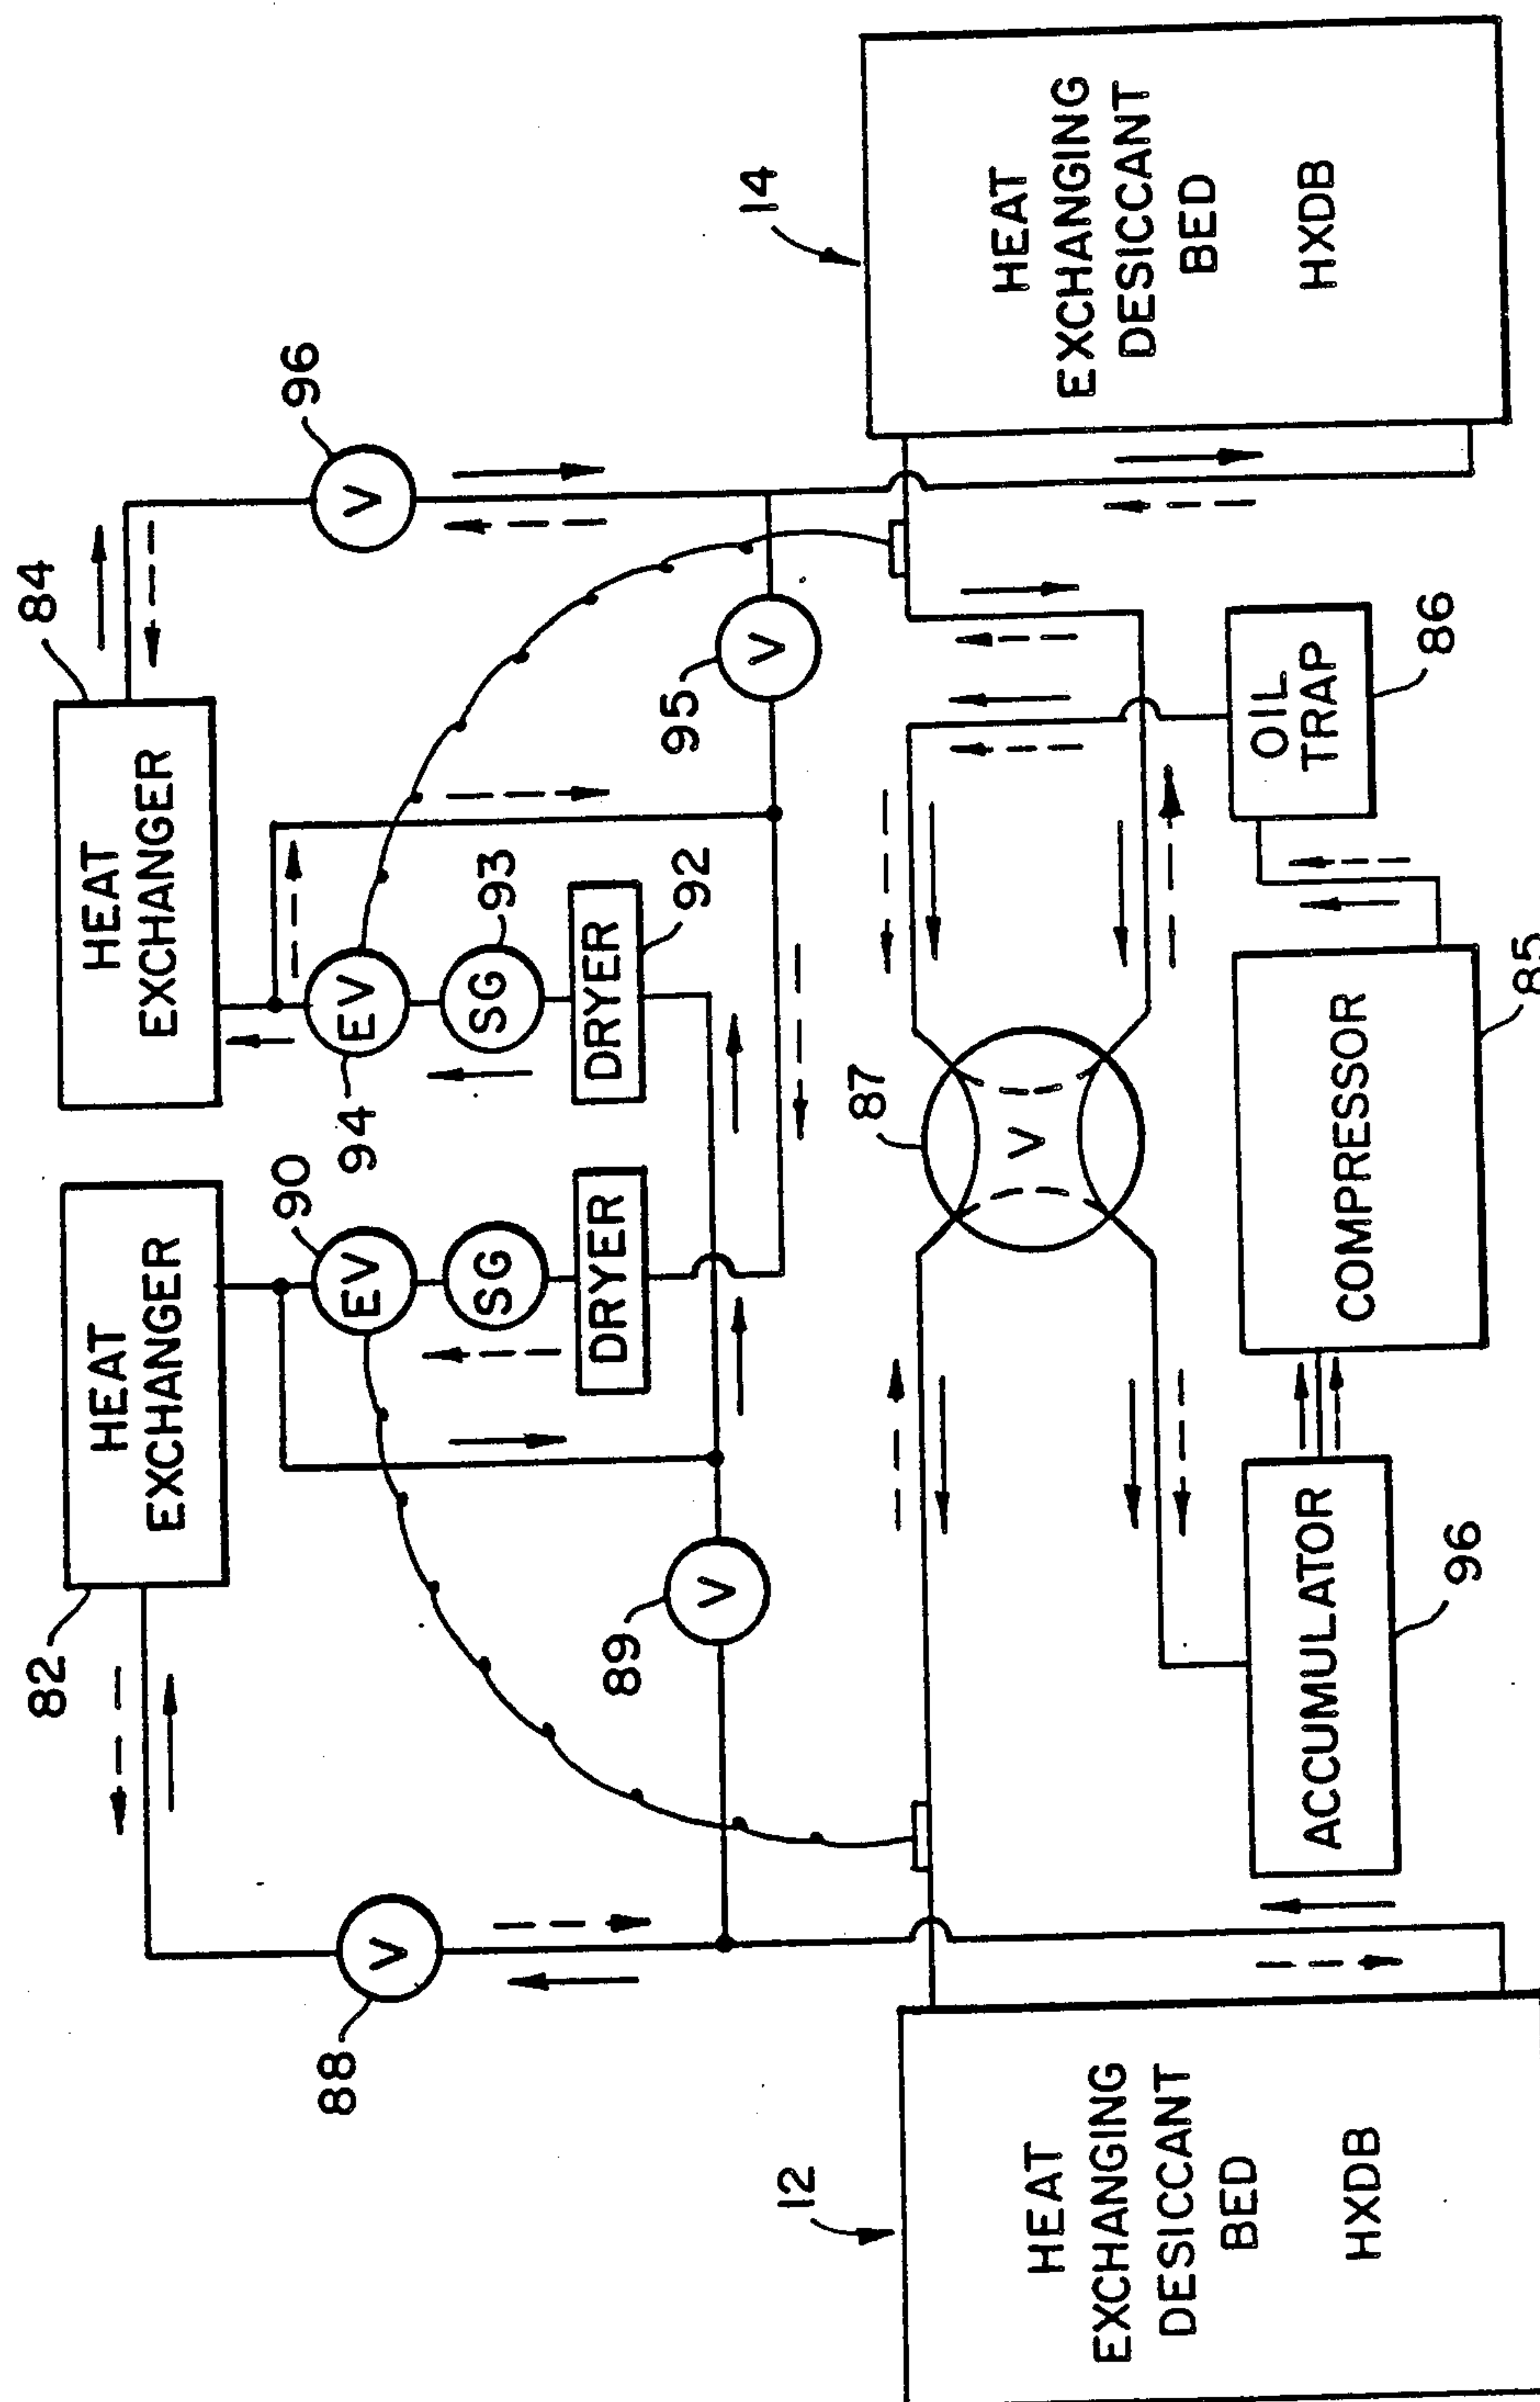 82
84
HEAT
EXCHANGER
HEAT
EXCHANGER
88
90
94
96
V
EV
EV
V
SG
SG
93
DRYER
DRYER
92
89
95
V
V
12
14
87
V
HEAT
EXCHANGING
DESICCANT
BED
HXDB
HEAT
EXCHANGING
DESICCANT
BED
HXDB
ACCUMULATOR
96
COMPRESSOR
85
OIL
TRAP
86